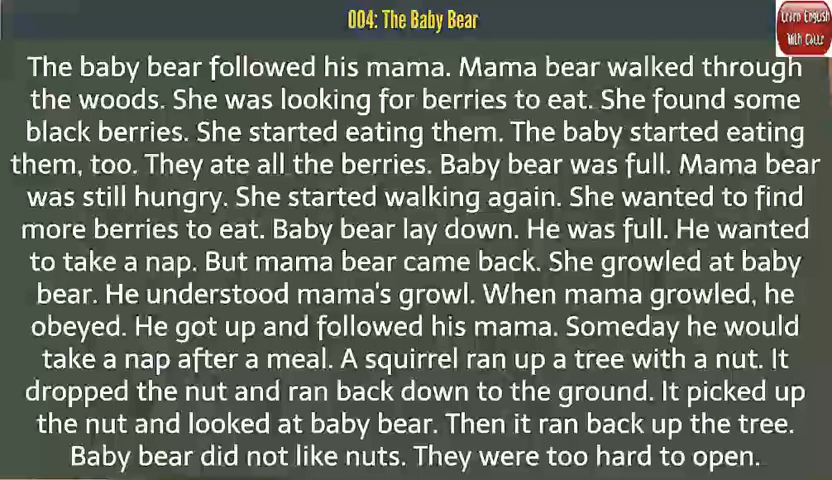 004: The Baby Bear
Learn English
With Callz
The baby bear followed his mama. Mama bear walked through
the woods. She was looking for berries to eat. She found some
black berries. She started eating them. The baby started eating
them, too. They ate all the berries. Baby bear was full. Mama bear
was still hungry. She started walking again. She wanted to find
more berries to eat. Baby bear lay down. He was full. He wanted
to take a nap. But mama bear came back. She growled at baby
bear. He understood mama's growl. When mama growled, he
obeyed. He got up and followed his mama. Someday he would
take a nap after a meal. A squirrel ran up a tree with a nut. It
dropped the nut and ran back down to the ground. It picked up
the nut and looked at baby bear. Then it ran back up the tree.
Baby bear did not like nuts. They were too hard to open.